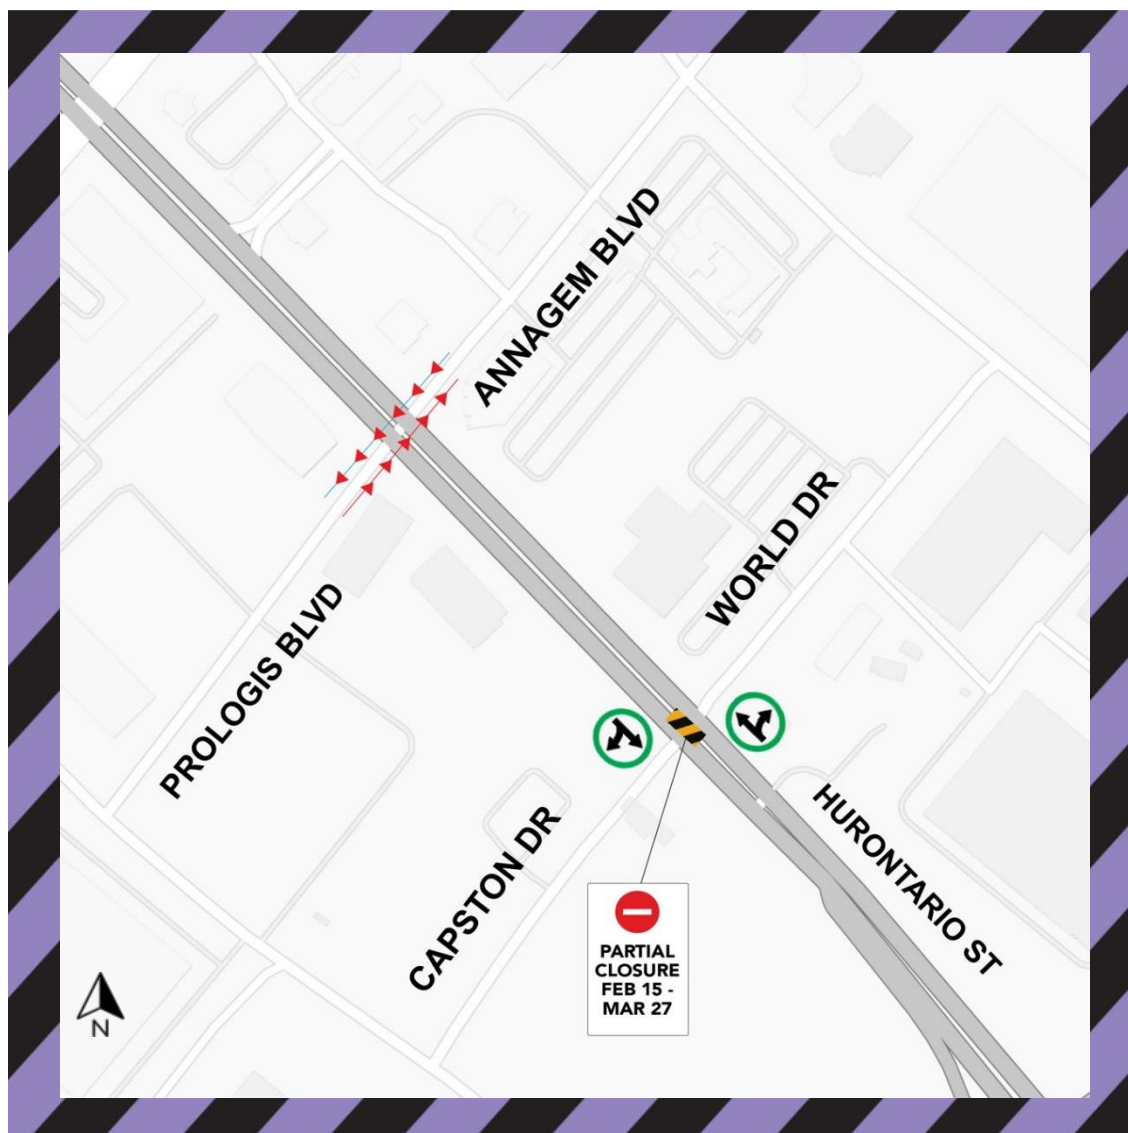 ANNAGEM BLVD
WORLD DR
PROLOGIS BLVD
CAPSTON DR
HURONTARIO ST
PARTIAL
CLOSURE
FEB 15 -
MAR 27
N